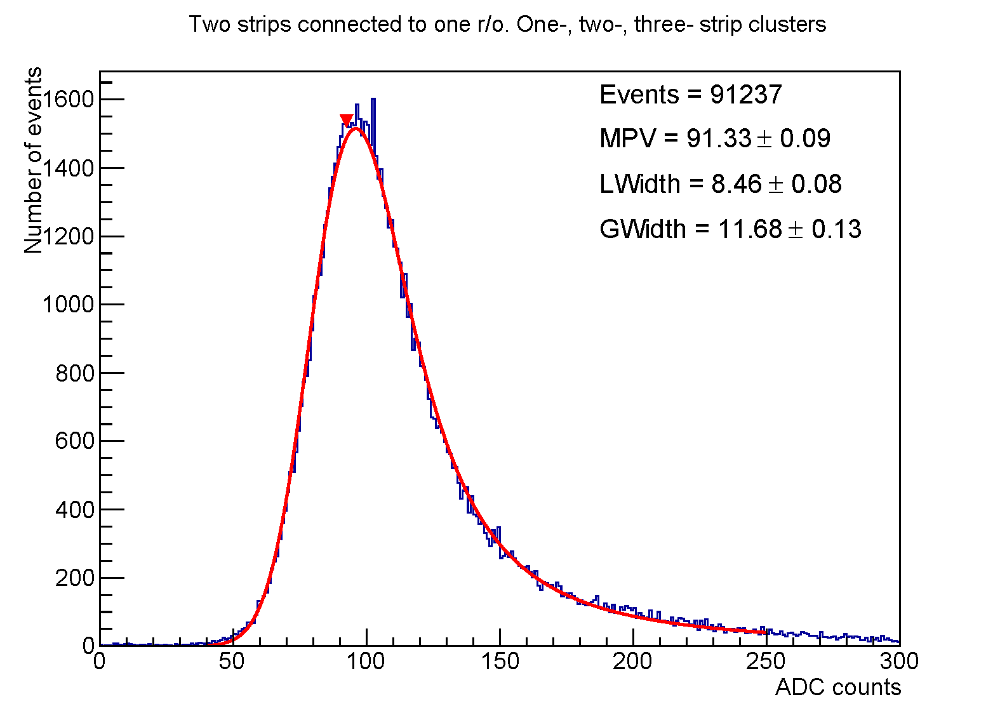 Two strips connected to one r/o. One-, two-, three- strip clusters
Number of events
Events = 91237
MPV = 91.33 ± 0.09
LWidth = 8.46 ± 0.08
GWidth = 11.68 ± 0.13
1600
1400
1200
1000
800
600
400
200
0
0 50 100 150 200 250 300
ADC counts